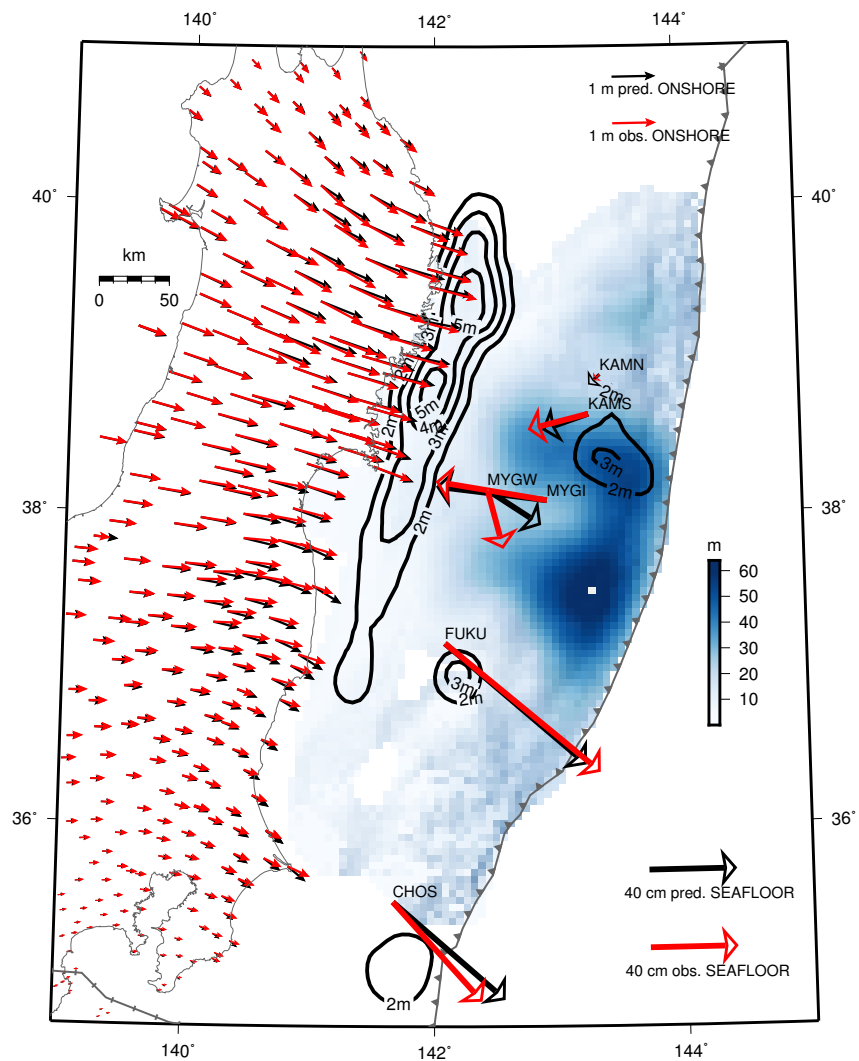 140° 142° 144°
1 m pred. ONSHORE
1 m obs. ONSHORE
40° 40°
km
0 50
5m
3m
2m
KAMN
2m
KAMS
5m
4m
2m
3m
3m
2m
MYGW
MYGI
38° 38°
2m
m
60
50
40
30
20
10
FUKU
3m
2m
36° 36°
CHOS
40 cm pred. SEAFLOOR
40 cm obs. SEAFLOOR
2m
140° 142° 144°